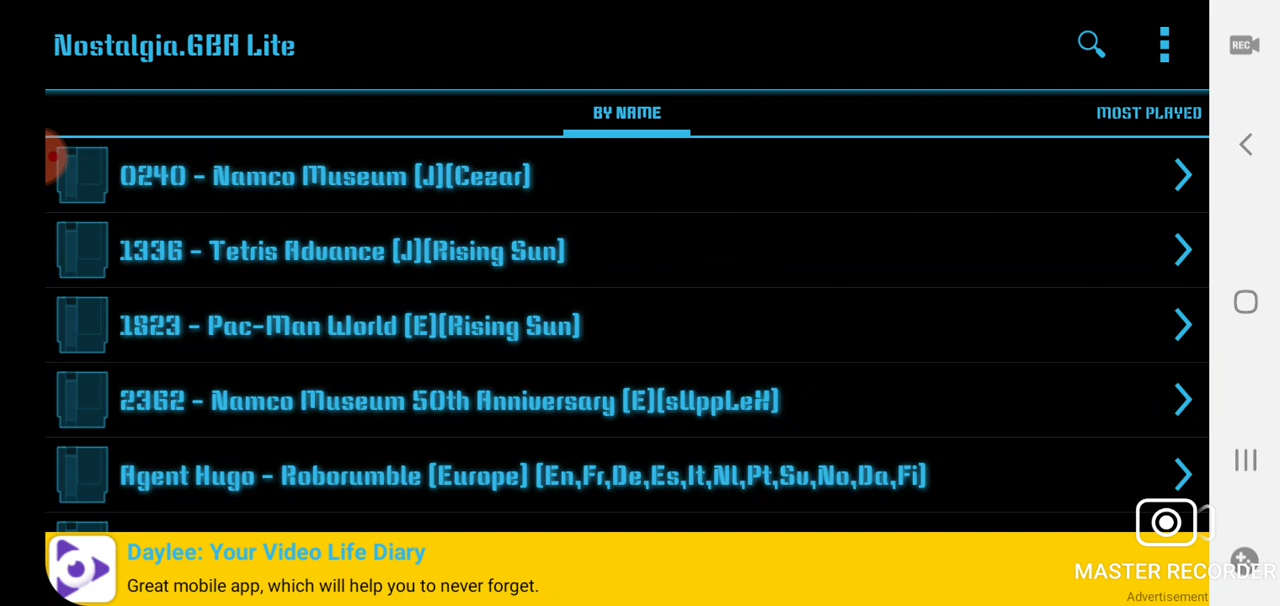 Nostalgia.GBA Lite
REC
BY NAME
MOST PLAYED
0240 - Namco Museum (J)(Cezar)
1336 - Tetris Advance (J)(Rising Sun)
1823 - Pac-Man World (E)(Rising Sun)
2362 - Namco Museum 50th Anniversary (E)(sUppLeX)
Agent Hugo - Roborumble (Europe) (En,Fr,De,Es,It,Nl,Pt,Sv,No,Da,Fi)
Daylee: Your Video Life Diary
Great mobile app, which will help you to never forget.
MASTER RECORDER
Advertisement